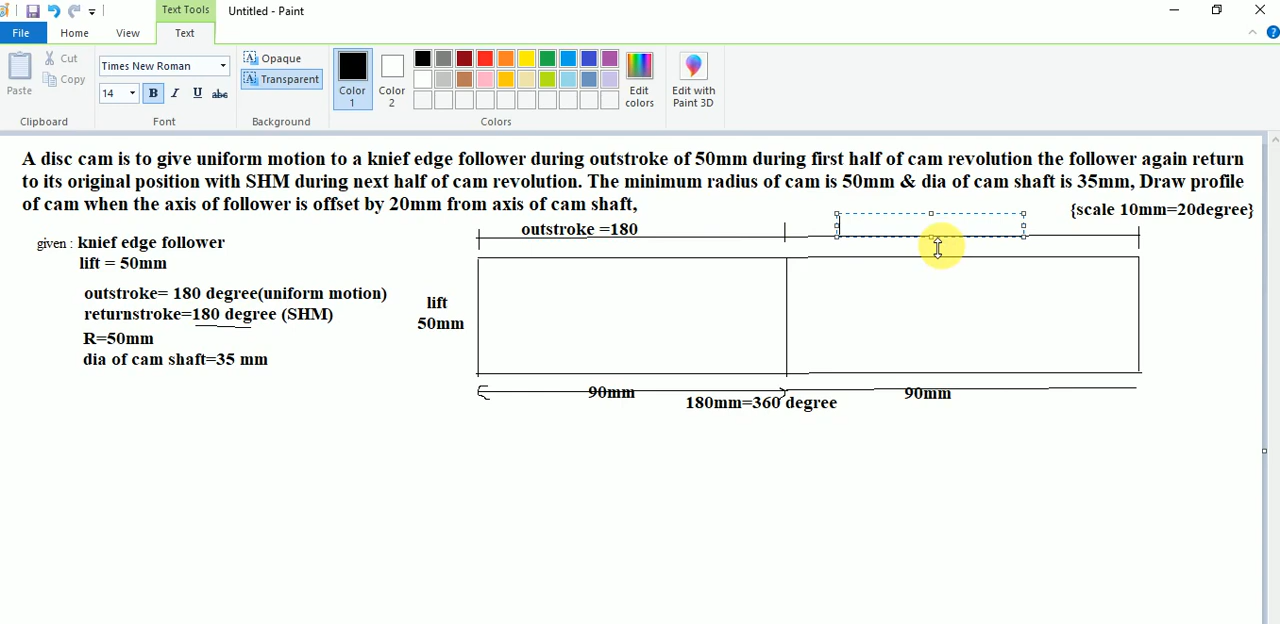 Text Tools
Untitled - Paint
File
Home
View
Text
Paste
Cut
Copy
Clipboard
Times New Roman
14
B
I
U
abc
Font
Opaque
Transparent
Background
Color
1
Color
2
Edit
colors
Colors
Edit with
Paint 3D
A disc cam is to give uniform motion to a knief edge follower during outstroke of 50mm during first half of cam revolution the follower again return
to its original position with SHM during next half of cam revolution. The minimum radius of cam is 50mm & dia of cam shaft is 35mm, Draw profile
of cam when the axis of follower is offset by 20mm from axis of cam shaft,
{scale 10mm=20degree}
given : knief edge follower
lift = 50mm
outstroke= 180 degree(uniform motion)
returnstroke=180 degree (SHM)
R=50mm
dia of cam shaft=35 mm
outstroke =180
lift
50mm
90mm
90mm
180mm=360 degree